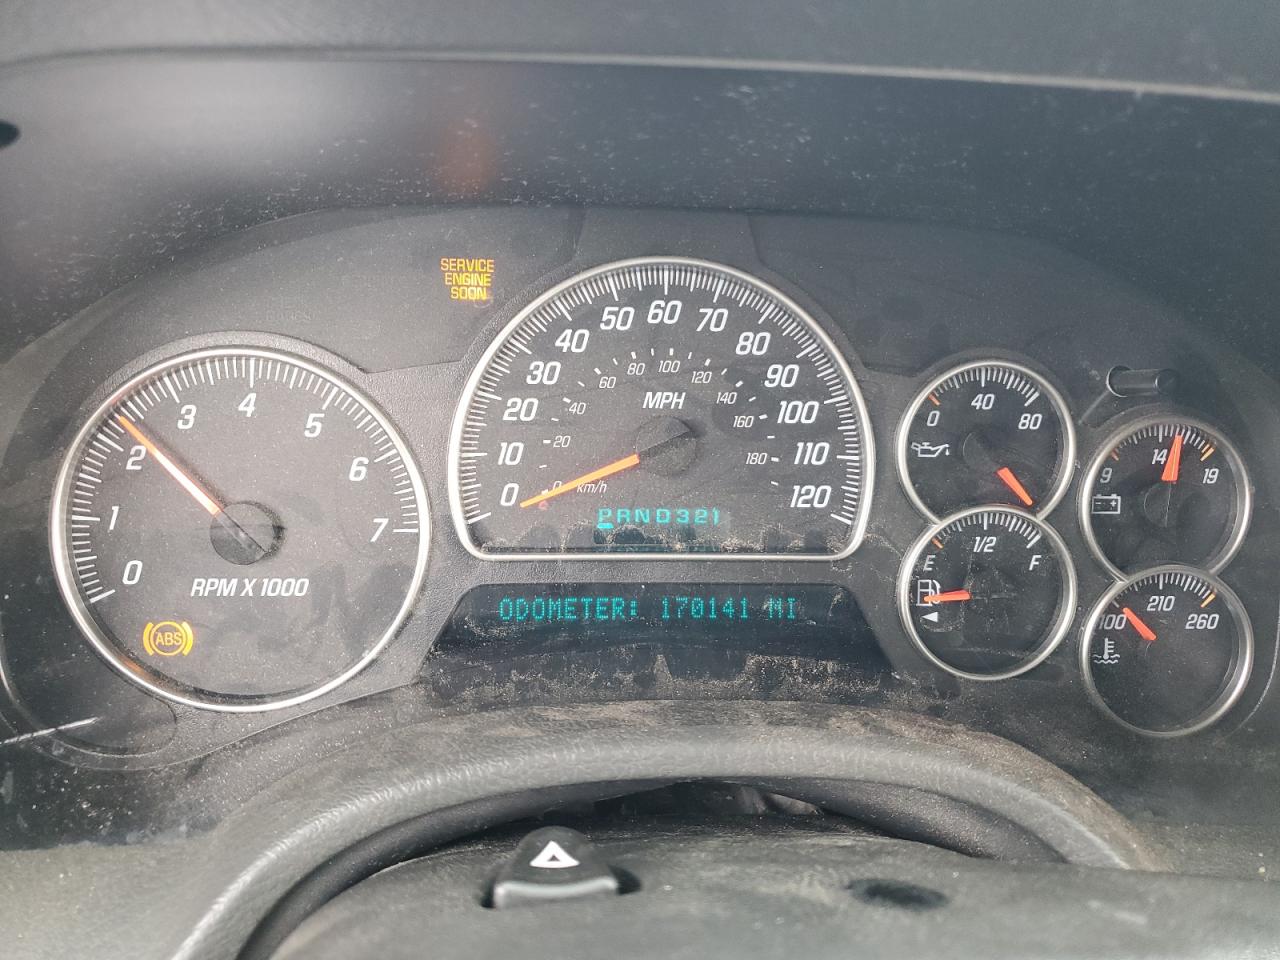 SERVICE
ENGINE
SOON
0 1 2 3 4 5 6 7
RPM X 1000
ABS
0 10 20 30 40 50 60 70 80 90 100 110 120
MPH
0 20 40 60 80 100 120 140 160 180
km/h
PRND321
ODOMETER: 170141 MI
0 40 80
9 14 19
E 1/2 F
100 210 260